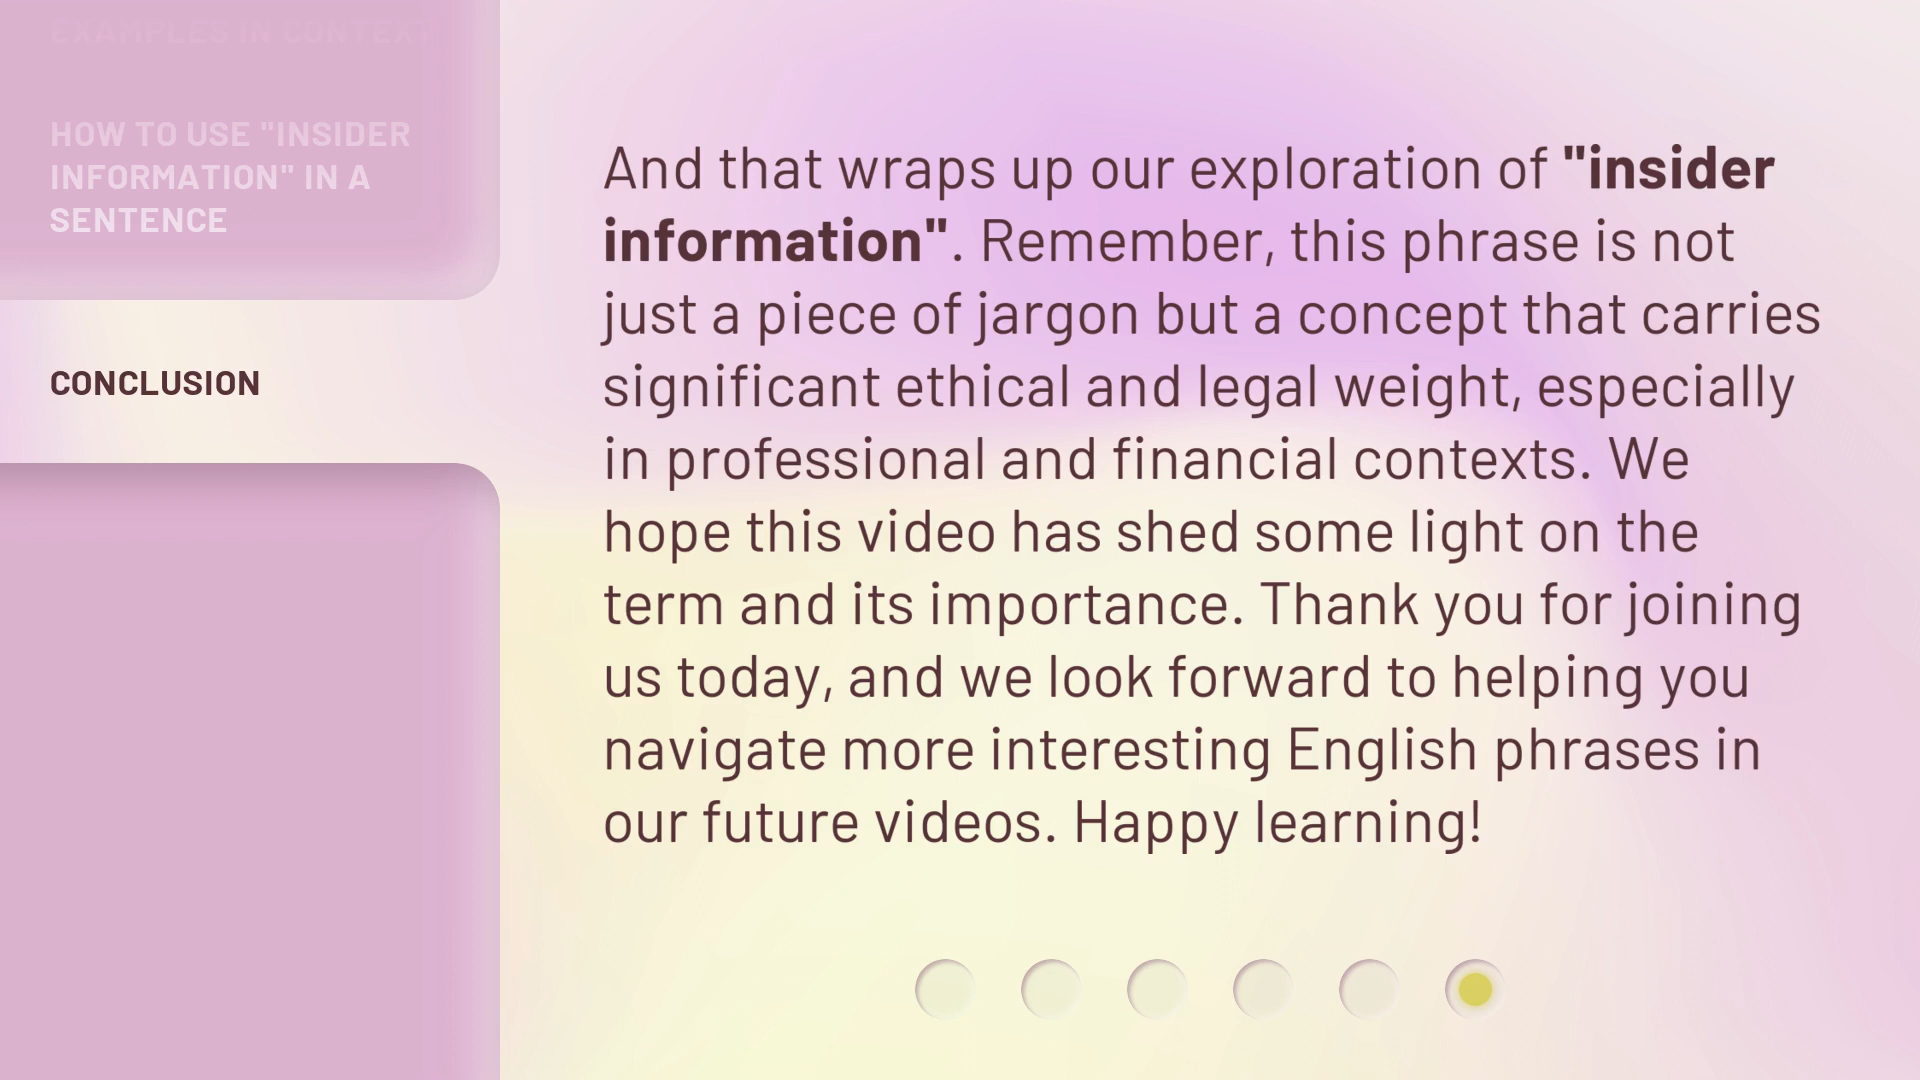 EXAMPLES IN CONTEXT
HOW TO USE "INSIDER
INFORMATION" IN A
SENTENCE
CONCLUSION
And that wraps up our exploration of "insider
information". Remember, this phrase is not
just a piece of jargon but a concept that carries
significant ethical and legal weight, especially
in professional and financial contexts. We
hope this video has shed some light on the
term and its importance. Thank you for joining
us today, and we look forward to helping you
navigate more interesting English phrases in
our future videos. Happy learning!